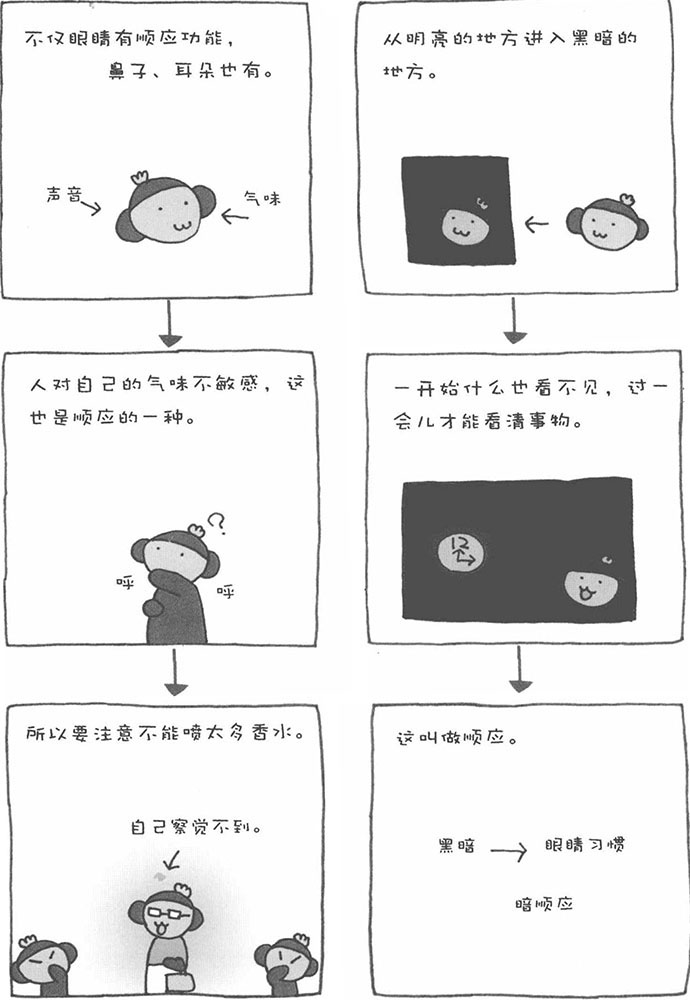 从明亮的地方进入黑暗的
地方。
一开始什么也看不见，过一
会儿才能看清事物。
12
这叫做顺应。
黑暗 → 眼睛习惯
暗顺应
不仅眼睛有顺应功能，
鼻子、耳朵也有。
声音
气味
人对自己的气味不敏感，这
也是顺应的一种。
?
呼 呼
所以要注意不能喷太多香水。
自己察觉不到。